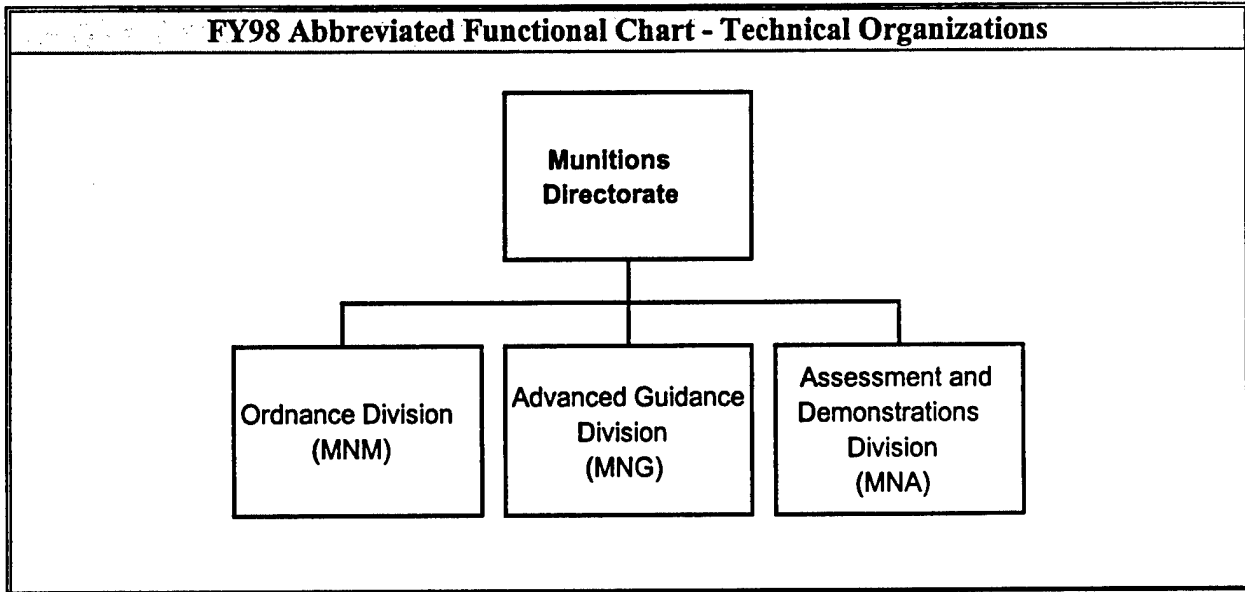 FY98 Abbreviated Functional Chart - Technical Organizations
Munitions
Directorate
Ordnance Division
(MNM)
Advanced Guidance
Division
(MNG)
Assessment and
Demonstrations
Division
(MNA)